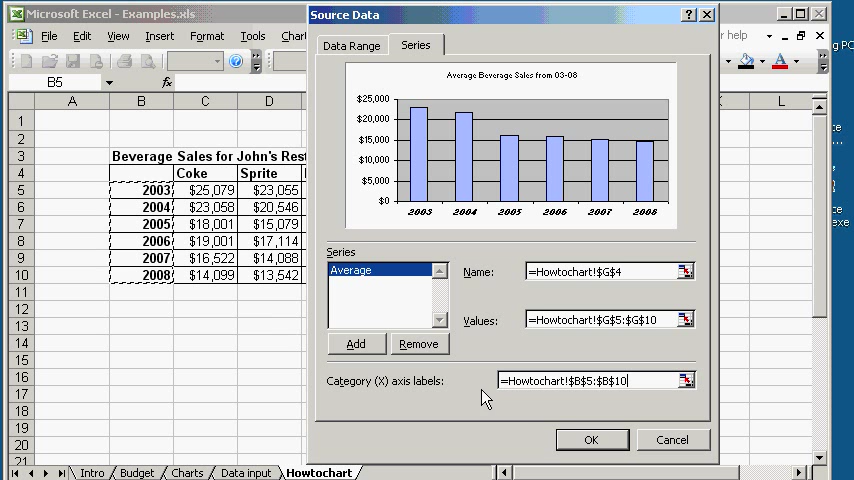 Microsoft Excel - Examples.xls
File Edit View Insert Format Tools Chart
help
B5 fx
A B C D L
1
2
3 Beverage Sales for John's Rest
4 Coke Sprite
5 2003 $25,079 $23,055
6 2004 $23,058 $20,546
7 2005 $18,001 $15,079
8 2006 $19,001 $17,114
9 2007 $16,522 $14,088
10 2008 $14,099 $13,542
11
12
13
14
15
16
17
18
19
20
21
Intro Budget Charts Data input Howtochart
Source Data
Data Range Series
Average Beverage Sales from 03-08
$25,000
$20,000
$15,000
$10,000
$5,000
$0
2003 2004 2005 2006 2007 2008
Series
Average
Name: =Howtochart!$G$4
Values: =Howtochart!$G$5:$G$10
Add Remove
Category (X) axis labels: =Howtochart!$B$5:$B$10
OK Cancel
g PC
ce
exe